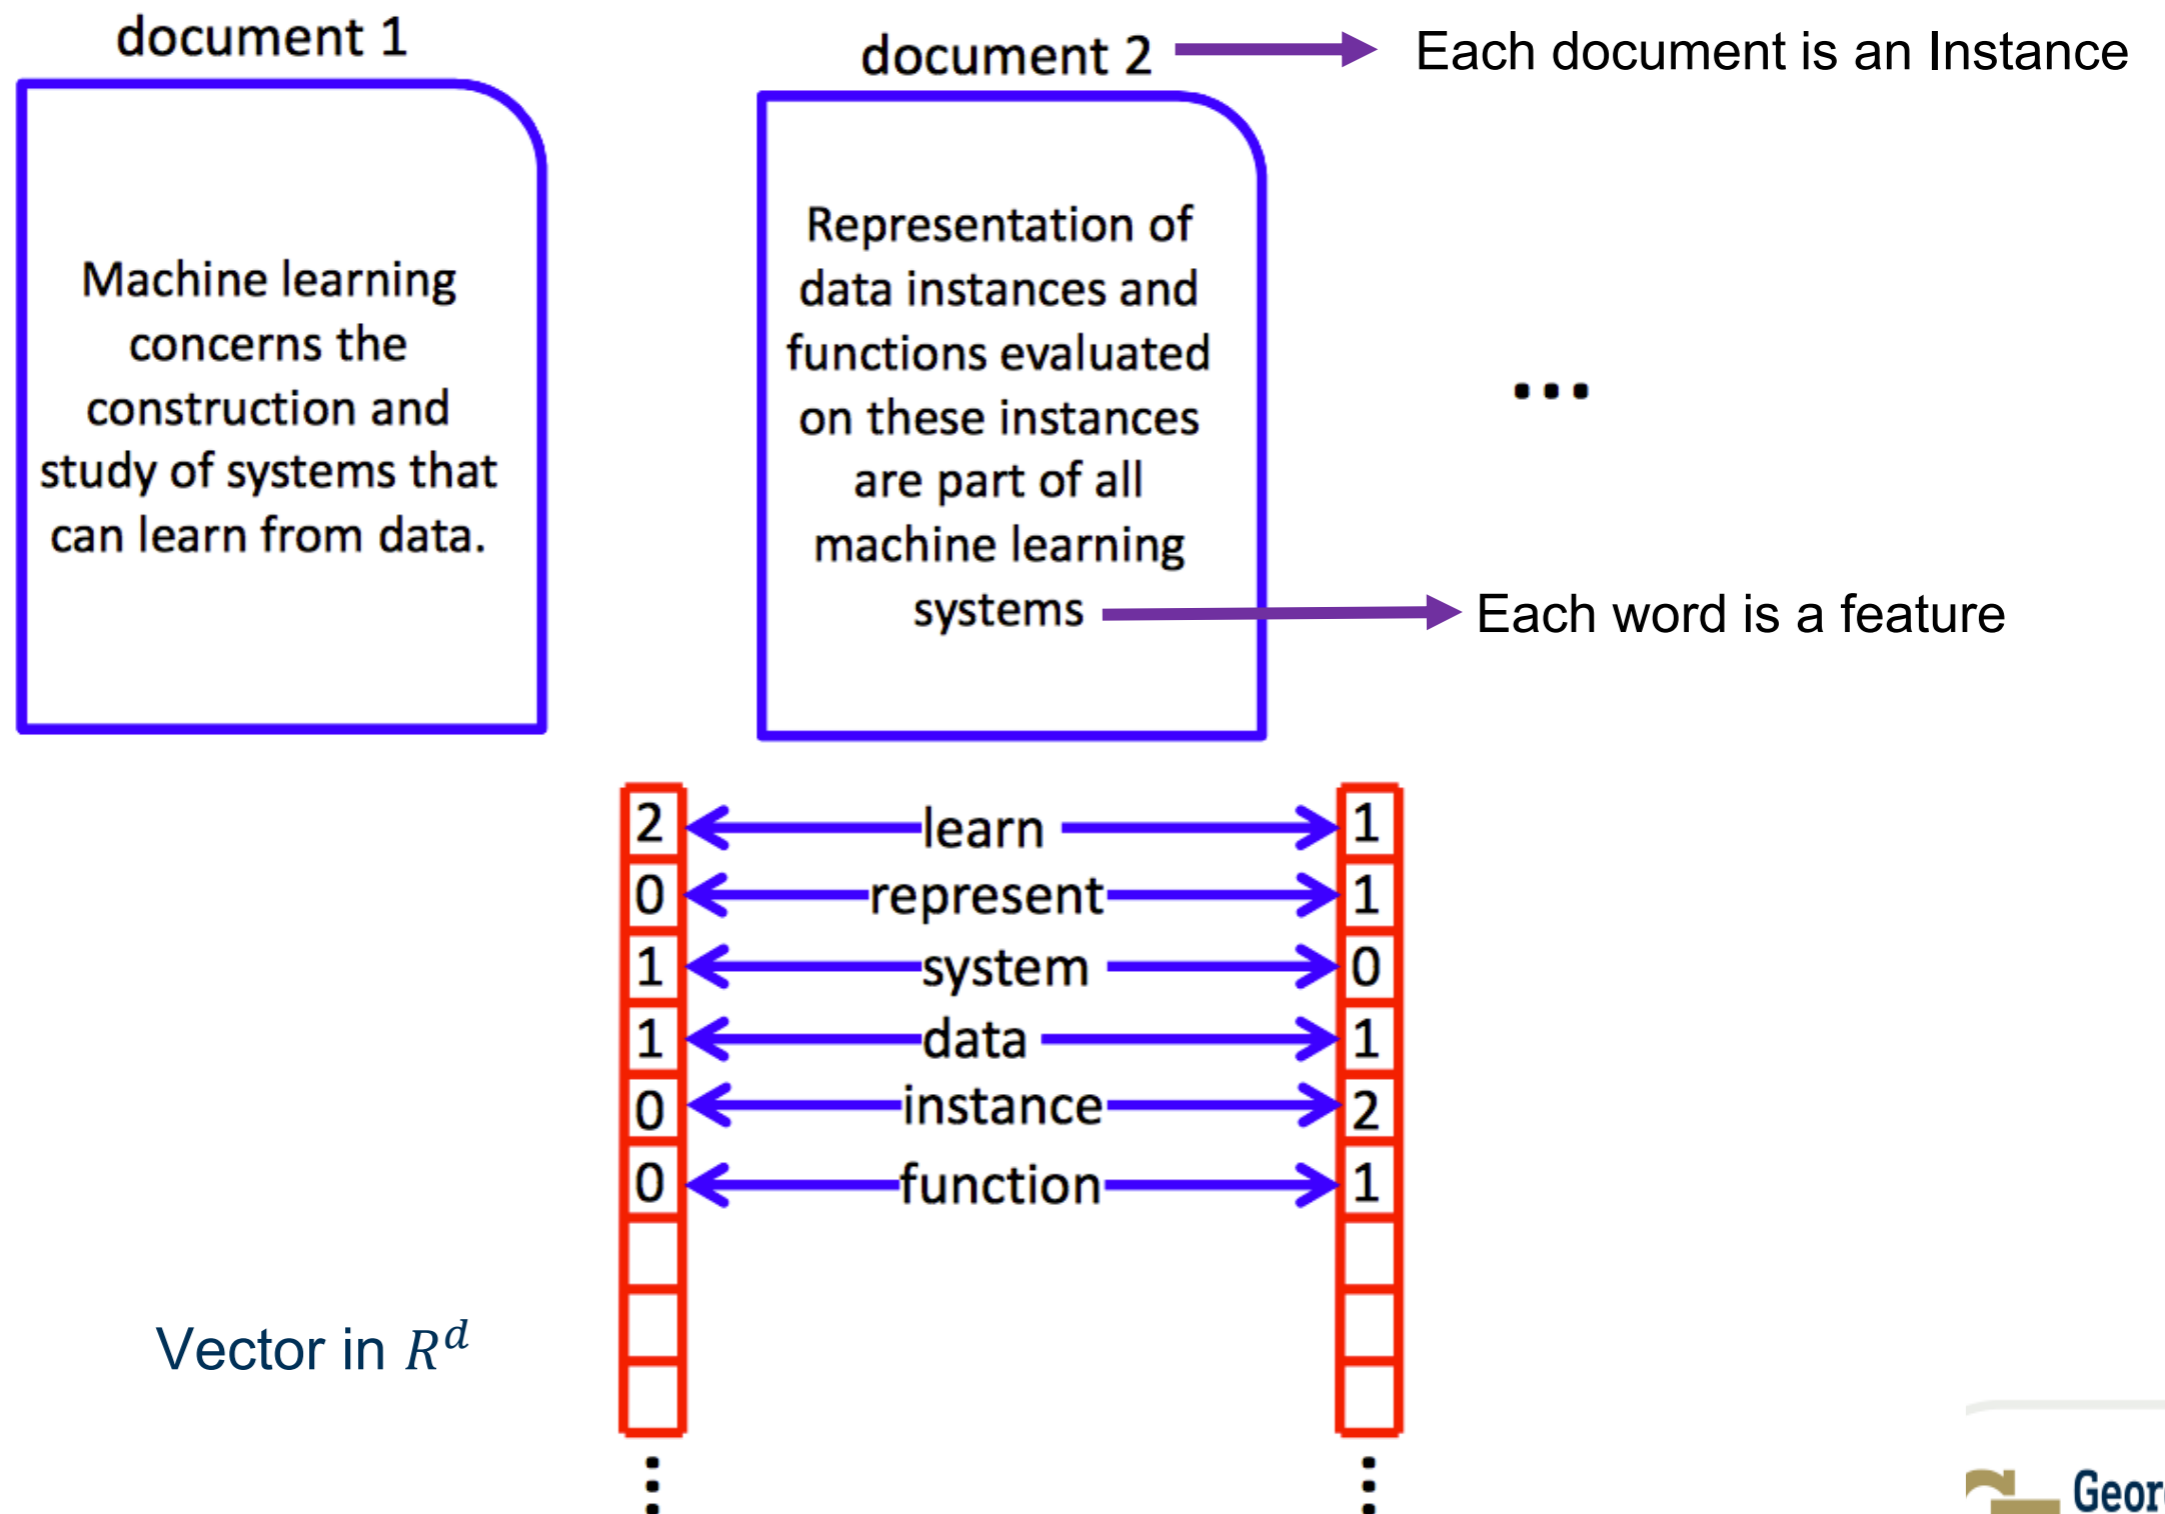 document 1
Machine learning
concerns the
construction and
study of systems that
can learn from data.
document 2
Each document is an Instance
Representation of
data instances and
functions evaluated
on these instances
are part of all
machine learning
systems
Each word is a feature
...
2 learn 1
0 represent 1
1 system 0
1 data 1
0 instance 2
0 function 1
Vector in R^d